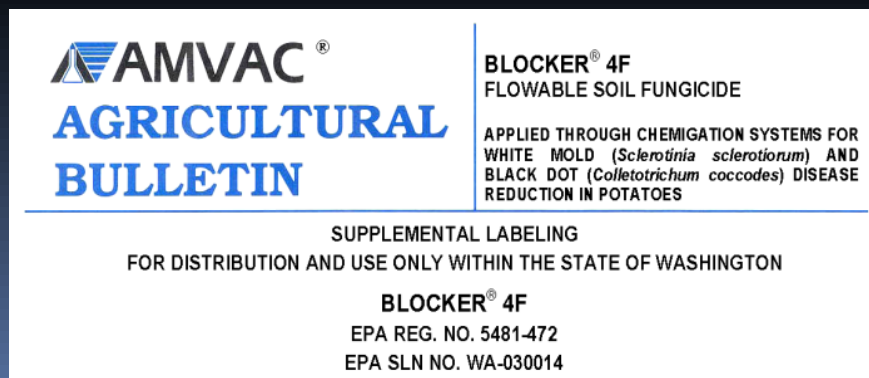 AMVAC®
AGRICULTURAL
BULLETIN
BLOCKER® 4F
FLOWABLE SOIL FUNGICIDE
APPLIED THROUGH CHEMIGATION SYSTEMS FOR
WHITE MOLD (Sclerotinia sclerotiorum) AND
BLACK DOT (Colletotrichum coccodes) DISEASE
REDUCTION IN POTATOES
SUPPLEMENTAL LABELING
FOR DISTRIBUTION AND USE ONLY WITHIN THE STATE OF WASHINGTON
BLOCKER® 4F
EPA REG. NO. 5481-472
EPA SLN NO. WA-030014